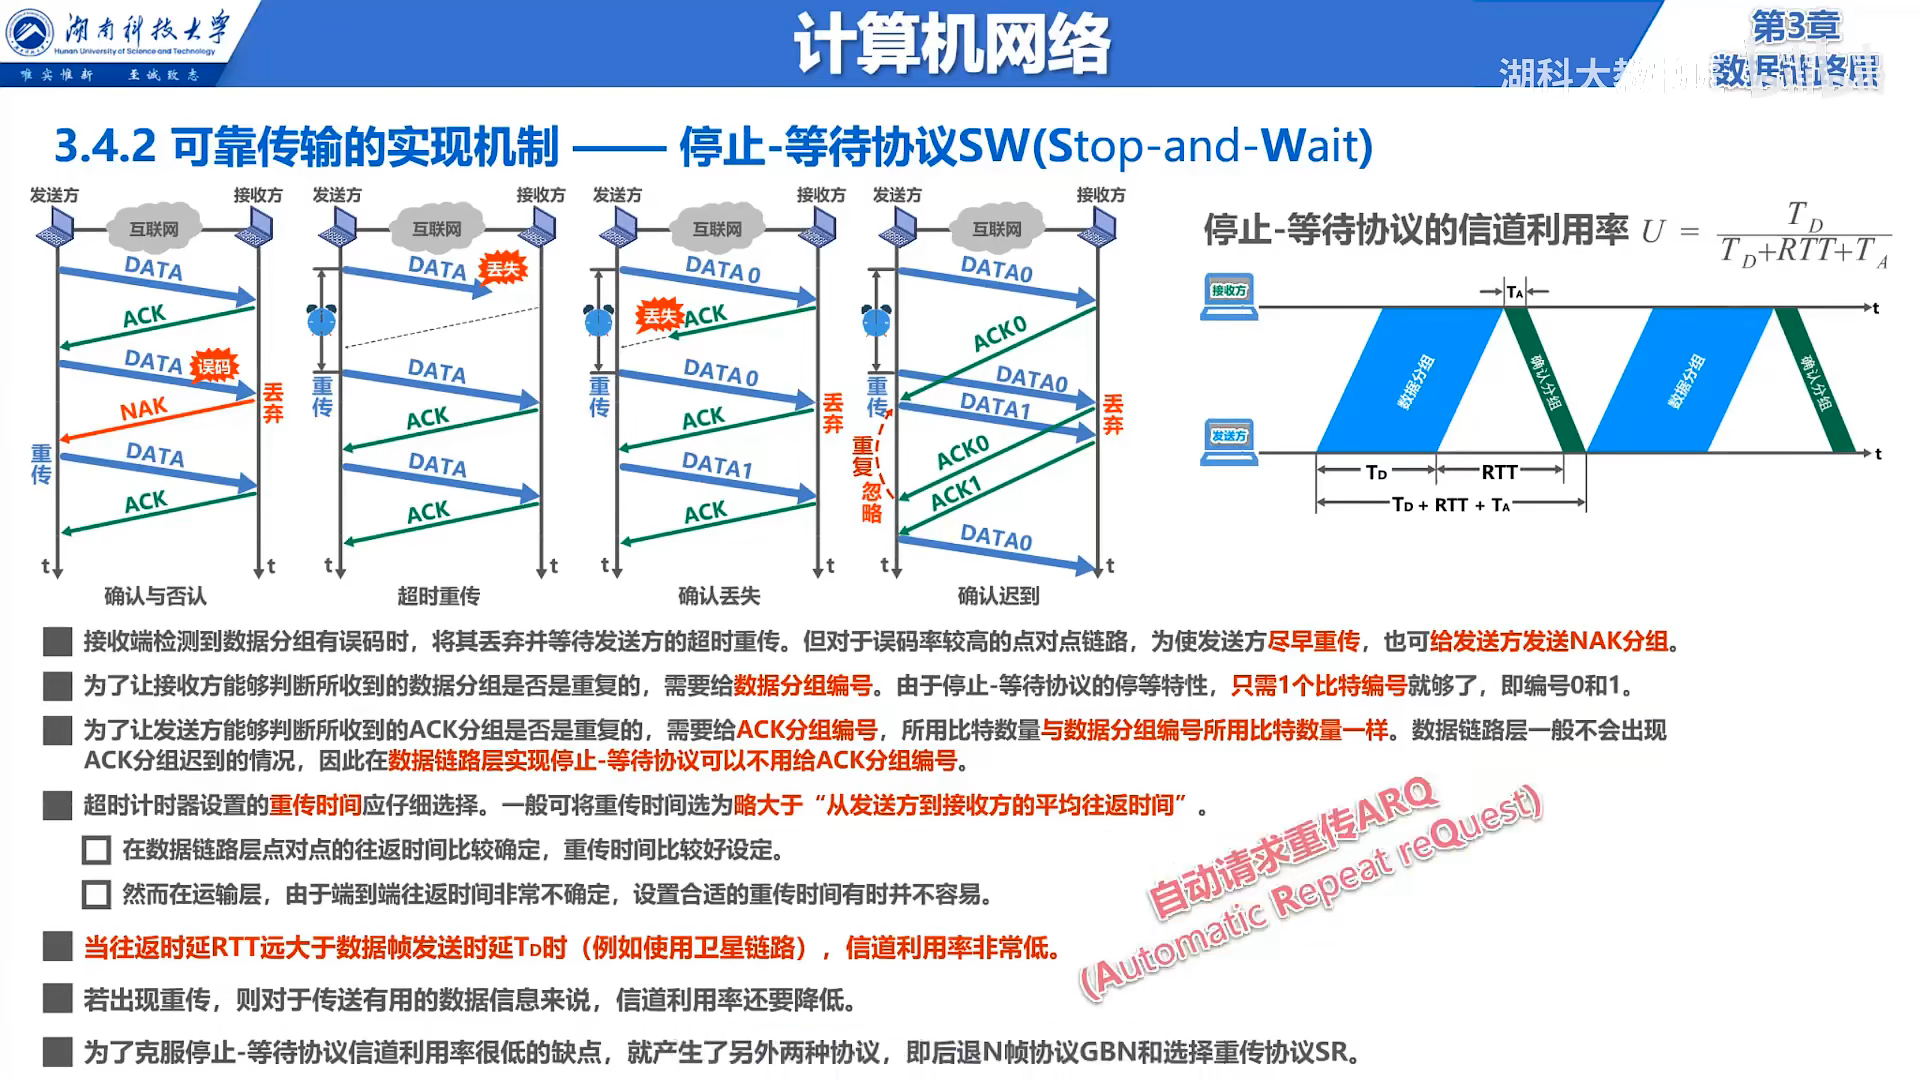 湖南科技大学
Hunan University of Science and Technology
唯实惟新 至诚致志
计算机网络
第3章
数据链路层
湖科大教
3.4.2 可靠传输的实现机制 —— 停止-等待协议SW(Stop-and-Wait)
发送方 接收方
互联网
DATA
ACK
DATA 误码
NAK
丢弃
重传
DATA
ACK
t t
确认与否认
发送方 接收方
互联网
DATA 丢失
重传
DATA
ACK
DATA
ACK
t t
超时重传
发送方 接收方
互联网
DATA 0
丢失 ACK
重传
DATA 0
丢弃
ACK
DATA1
ACK
t t
确认丢失
发送方 接收方
互联网
DATA0
ACK0
重传
DATA0
DATA1
丢弃
重复
忽略
ACK0
ACK1
DATA0
t t
确认迟到
停止-等待协议的信道利用率 U = T_D / (T_D+RTT+T_A)
接收方
TA
t
数据分组
确认分组
数据分组
确认分组
发送方
t
TD RTT
TD + RTT + TA
接收端检测到数据分组有误码时，将其丢弃并等待发送方的超时重传。但对于误码率较高的点对点链路，为使发送方尽早重传，也可给发送方发送NAK分组。
为了让接收方能够判断所收到的数据分组是否是重复的，需要给数据分组编号。由于停止-等待协议的停等特性，只需1个比特编号就够了，即编号0和1。
为了让发送方能够判断所收到的ACK分组是否是重复的，需要给ACK分组编号，所用比特数量与数据分组编号所用比特数量一样。数据链路层一般不会出现
ACK分组迟到的情况，因此在数据链路层实现停止-等待协议可以不用给ACK分组编号。
超时计时器设置的重传时间应仔细选择。一般可将重传时间选为略大于“从发送方到接收方的平均往返时间”。
在数据链路层点对点的往返时间比较确定，重传时间比较好设定。
然而在运输层，由于端到端往返时间非常不确定，设置合适的重传时间有时并不容易。
自动请求重传ARQ
(Automatic Repeat reQuest)
当往返时延RTT远大于数据帧发送时延TD时（例如使用卫星链路），信道利用率非常低。
若出现重传，则对于传送有用的数据信息来说，信道利用率还要降低。
为了克服停止-等待协议信道利用率很低的缺点，就产生了另外两种协议，即后退N帧协议GBN和选择重传协议SR。